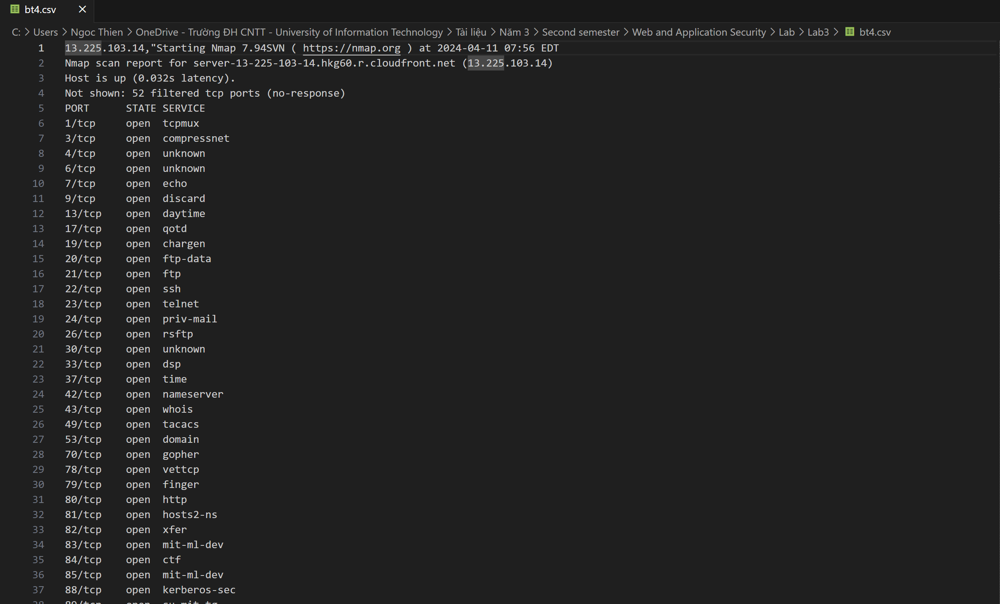 bt4.csv
C: > Users > Ngoc Thien > OneDrive - Trường ĐH CNTT - University of Information Technology > Tài liệu > Năm 3 > Second semester > Web and Application Security > Lab > Lab3 > bt4.csv
1 13.225.103.14,"Starting Nmap 7.94SVN ( https://nmap.org ) at 2024-04-11 07:56 EDT
2 Nmap scan report for server-13-225-103-14.hkg60.r.cloudfront.net (13.225.103.14)
3 Host is up (0.032s latency).
4 Not shown: 52 filtered tcp ports (no-response)
5 PORT      STATE SERVICE
6 1/tcp     open  tcpmux
7 3/tcp     open  compressnet
8 4/tcp     open  unknown
9 6/tcp     open  unknown
10 7/tcp     open  echo
11 9/tcp     open  discard
12 13/tcp    open  daytime
13 17/tcp    open  qotd
14 19/tcp    open  chargen
15 20/tcp    open  ftp-data
16 21/tcp    open  ftp
17 22/tcp    open  ssh
18 23/tcp    open  telnet
19 24/tcp    open  priv-mail
20 26/tcp    open  rsftp
21 30/tcp    open  unknown
22 33/tcp    open  dsp
23 37/tcp    open  time
24 42/tcp    open  nameserver
25 43/tcp    open  whois
26 49/tcp    open  tacacs
27 53/tcp    open  domain
28 70/tcp    open  gopher
29 78/tcp    open  vettcp
30 79/tcp    open  finger
31 80/tcp    open  http
32 81/tcp    open  hosts2-ns
33 82/tcp    open  xfer
34 83/tcp    open  mit-ml-dev
35 84/tcp    open  ctf
36 85/tcp    open  mit-ml-dev
37 88/tcp    open  kerberos-sec
38 89/tcp    open  su-mit-tg